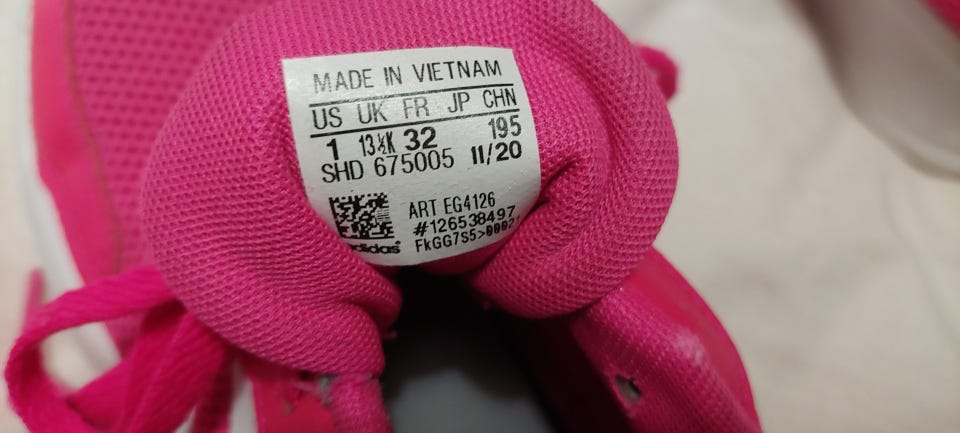 MADE IN VIETNAM
US UK FR JP CHN
1 13½K 32 195
SHD 675005 11/20
ART EG4126
#126538497
adidas